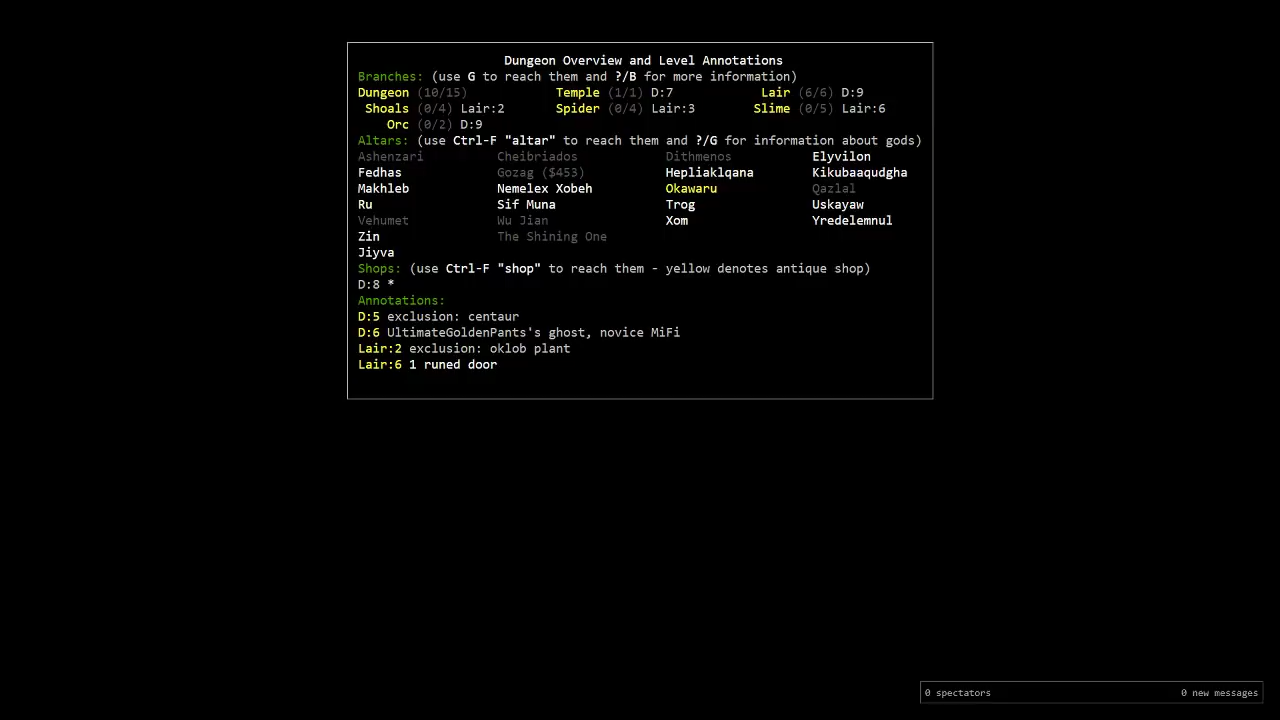 Dungeon Overview and Level Annotations
Branches: (use G to reach them and ?/B for more information)
Dungeon (10/15) Temple (1/1) D:7 Lair (6/6) D:9
Shoals (0/4) Lair:2 Spider (0/4) Lair:3 Slime (0/5) Lair:6
Orc (0/2) D:9
Altars: (use Ctrl-F "altar" to reach them and ?/G for information about gods)
Ashenzari Cheibriados Dithmenos Elyvilon
Fedhas Gozag ($453) Hepliaklqana Kikubaaqudgha
Makhleb Nemelex Xobeh Okawaru Qazlal
Ru Sif Muna Trog Uskayaw
Vehumet Wu Jian Xom Yredelemnul
Zin The Shining One
Jiyva
Shops: (use Ctrl-F "shop" to reach them - yellow denotes antique shop)
D:8 *
Annotations:
D:5 exclusion: centaur
D:6 UltimateGoldenPants's ghost, novice MiFi
Lair:2 exclusion: oklob plant
Lair:6 1 runed door
0 spectators 0 new messages